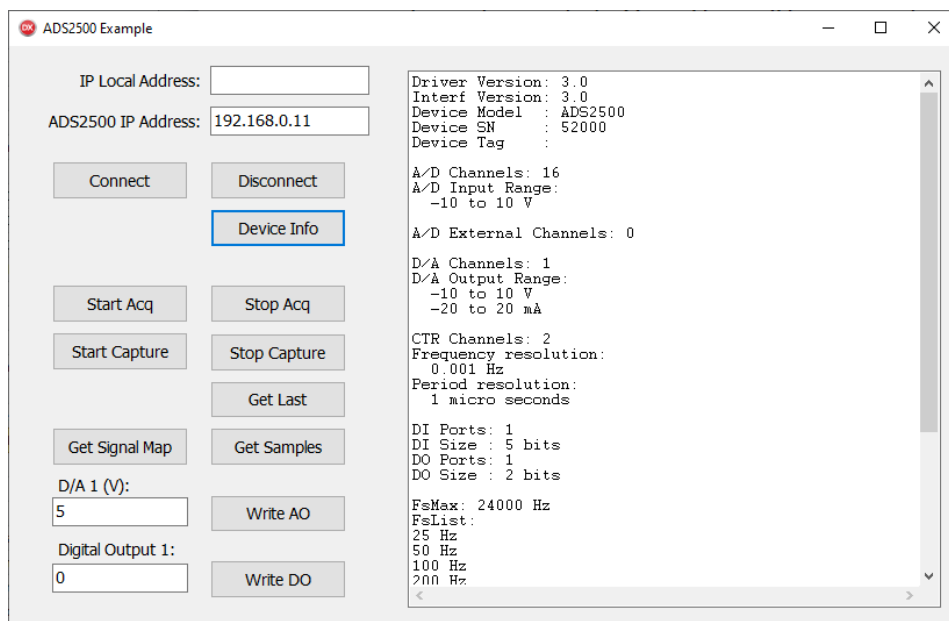 ADS2500 Example
IP Local Address:
ADS2500 IP Address: 192.168.0.11
Connect Disconnect
Device Info
Start Acq Stop Acq
Start Capture Stop Capture
Get Last
Get Signal Map Get Samples
D/A 1 (V):
5 Write AO
Digital Output 1:
0 Write DO
Driver Version: 3.0
Interf Version: 3.0
Device Model : ADS2500
Device SN : 52000
Device Tag :
A/D Channels: 16
A/D Input Range:
-10 to 10 V
A/D External Channels: 0
D/A Channels: 1
D/A Output Range:
-10 to 10 V
-20 to 20 mA
CTR Channels: 2
Frequency resolution:
0.001 Hz
Period resolution:
1 micro seconds
DI Ports: 1
DI Size : 5 bits
DO Ports: 1
DO Size : 2 bits
FsMax: 24000 Hz
FsList:
25 Hz
50 Hz
100 Hz
200 Hz